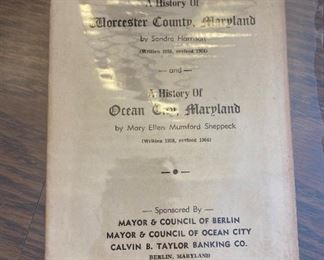 A History Of
Worcester County, Maryland
by Sandra Harrison
(Written 1958, revised 1964)
— and —
A History Of
Ocean City, Maryland
by Mary Ellen Mumford Sheppeck
(Written 1958, revised 1964)
— Sponsored By —
MAYOR & COUNCIL OF BERLIN
MAYOR & COUNCIL OF OCEAN CITY
CALVIN B. TAYLOR BANKING CO.
BERLIN, MARYLAND